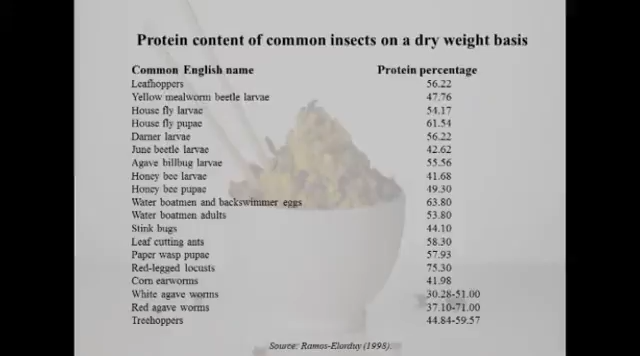 Protein content of common insects on a dry weight basis
Common English name Protein percentage
Leafhoppers 56.22
Yellow mealworm beetle larvae 47.76
House fly larvae 54.17
House fly pupae 61.54
Darner larvae 56.22
June beetle larvae 42.62
Agave billbug larvae 55.56
Honey bee larvae 41.68
Honey bee pupae 49.30
Water boatmen and backswimmer eggs 63.80
Water boatmen adults 53.80
Stink bugs 44.10
Leaf cutting ants 58.30
Paper wasp pupae 57.93
Red-legged locusts 75.30
Corn earworms 41.98
White agave worms 30.28-51.00
Red agave worms 37.10-71.00
Treehoppers 44.84-59.57
Source: Ramos-Elorduy (1998).